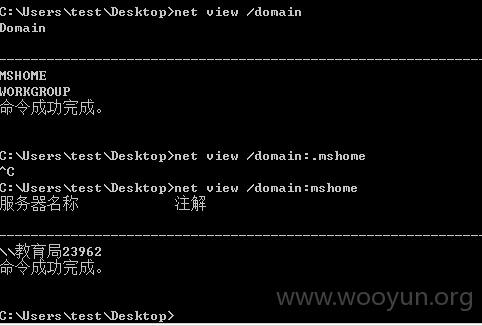 C:\Users\test\Desktop>net view /domain
Domain
-------------------------------------------------------------------------------
MSHOME
WORKGROUP
命令成功完成。
C:\Users\test\Desktop>net view /domain:.mshome
^C
C:\Users\test\Desktop>net view /domain:mshome
服务器名称 注解
-------------------------------------------------------------------------------
\\教育局23962
命令成功完成。
C:\Users\test\Desktop>
www.wooyun.org